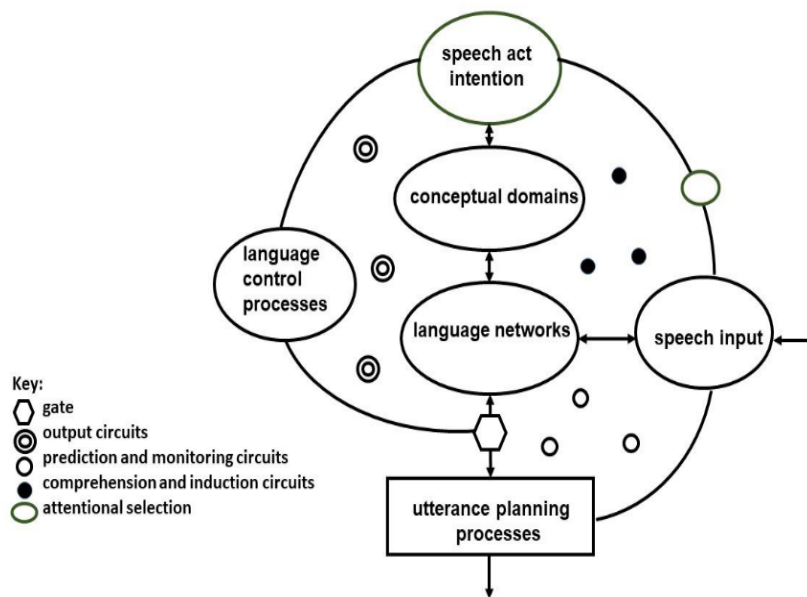 speech act
intention
conceptual domains
language
control
processes
language networks
speech input
Key:
gate
output circuits
prediction and monitoring circuits
comprehension and induction circuits
attentional selection
utterance planning
processes